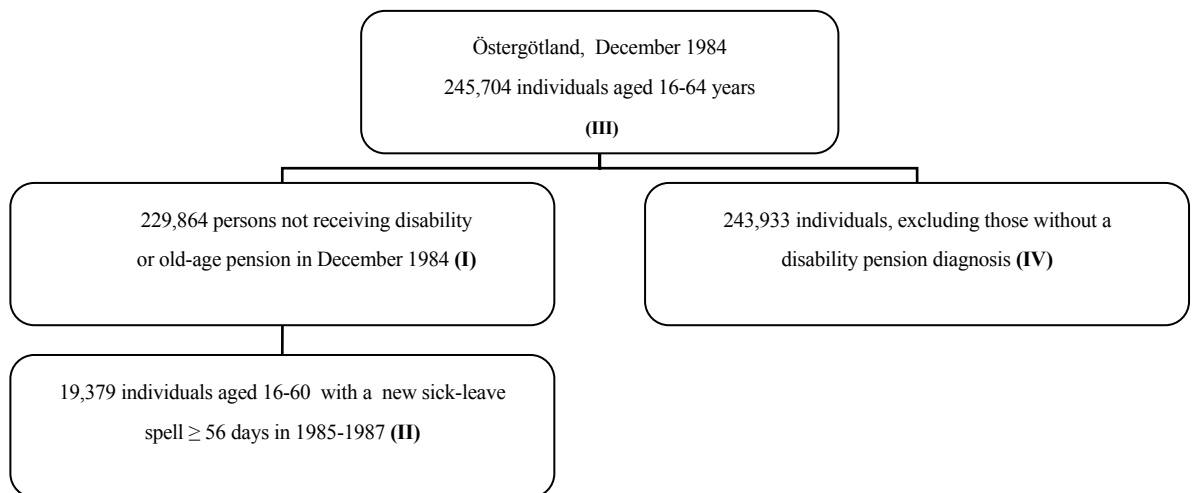 Östergötland, December 1984
245,704 individuals aged 16-64 years
(III)
229,864 persons not receiving disability
or old-age pension in December 1984 (I)
243,933 individuals, excluding those without a
disability pension diagnosis (IV)
19,379 individuals aged 16-60 with a new sick-leave
spell ≥ 56 days in 1985-1987 (II)